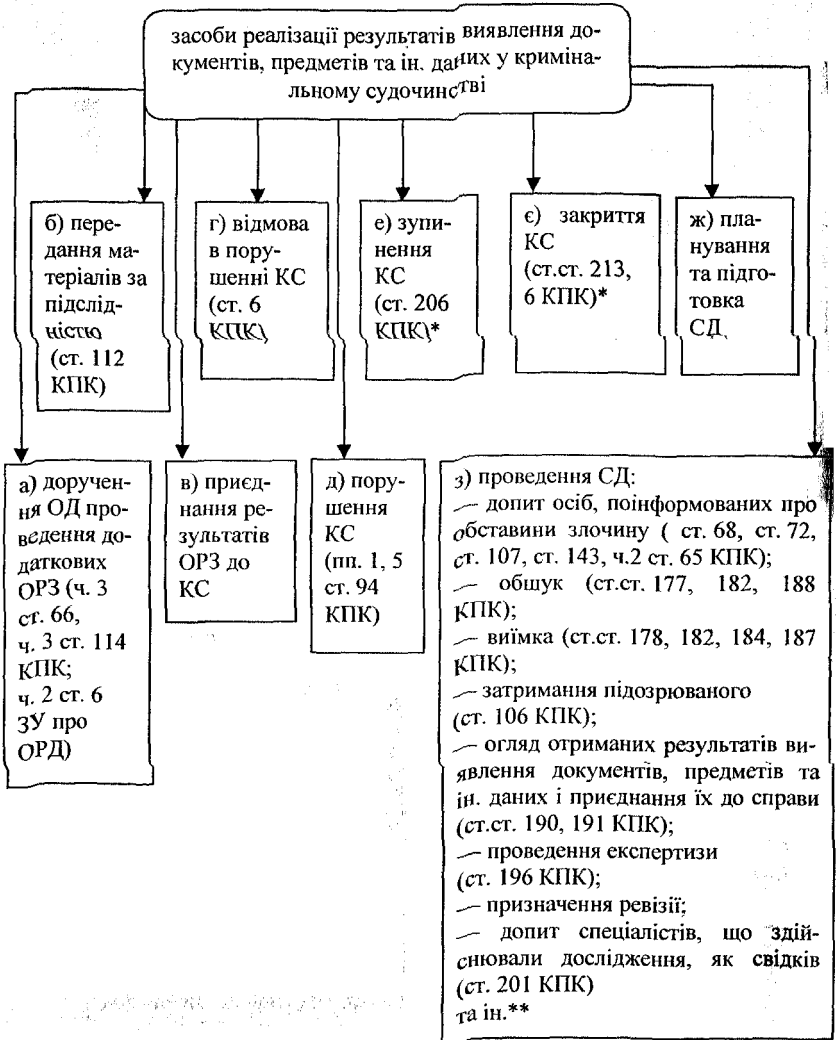 засоби реалізації результатів виявлення до-
кументів, предметів та ін. даних у криміна-
льному судочинстві
б) пере-
дання ма-
теріалів за
підслід-
ністю
(ст. 112
КПК)
г) відмова
в пору-
шенні КС
(ст. 6
КПК)
е) зупи-
нення
КС
(ст. 206
КПК)*
є) закриття
КС
(ст.ст. 213,
6 КПК)*
ж) пла-
нування
та підго-
товка
СД
а) доручен-
ня ОД про-
ведення до-
даткових
ОРЗ (ч. 3
ст. 66,
ч. 3 ст. 114
КПК;
ч. 2 ст. 6
ЗУ про
ОРД)
в) приєд-
нання ре-
зультатів
ОРЗ до
КС
д) пору-
шення
КС
(пп. 1, 5
ст. 94
КПК)
з) проведення СД:
— допит осіб, поінформованих про
обставини злочину ( ст. 68, ст. 72,
ст. 107, ст. 143, ч.2 ст. 65 КПК);
— обшук (ст.ст. 177, 182, 188
КПК);
— виїмка (ст.ст. 178, 182, 184, 187
КПК);
— затримання підозрюваного
(ст. 106 КПК);
— огляд отриманих результатів ви-
явлення документів, предметів та
ін. даних і приєднання їх до справи
(ст.ст. 190, 191 КПК);
— проведення експертизи
(ст. 196 КПК);
— призначення ревізії;
— допит спеціалістів, що здій-
снювали дослідження, як свідків
(ст. 201 КПК)
та ін.**